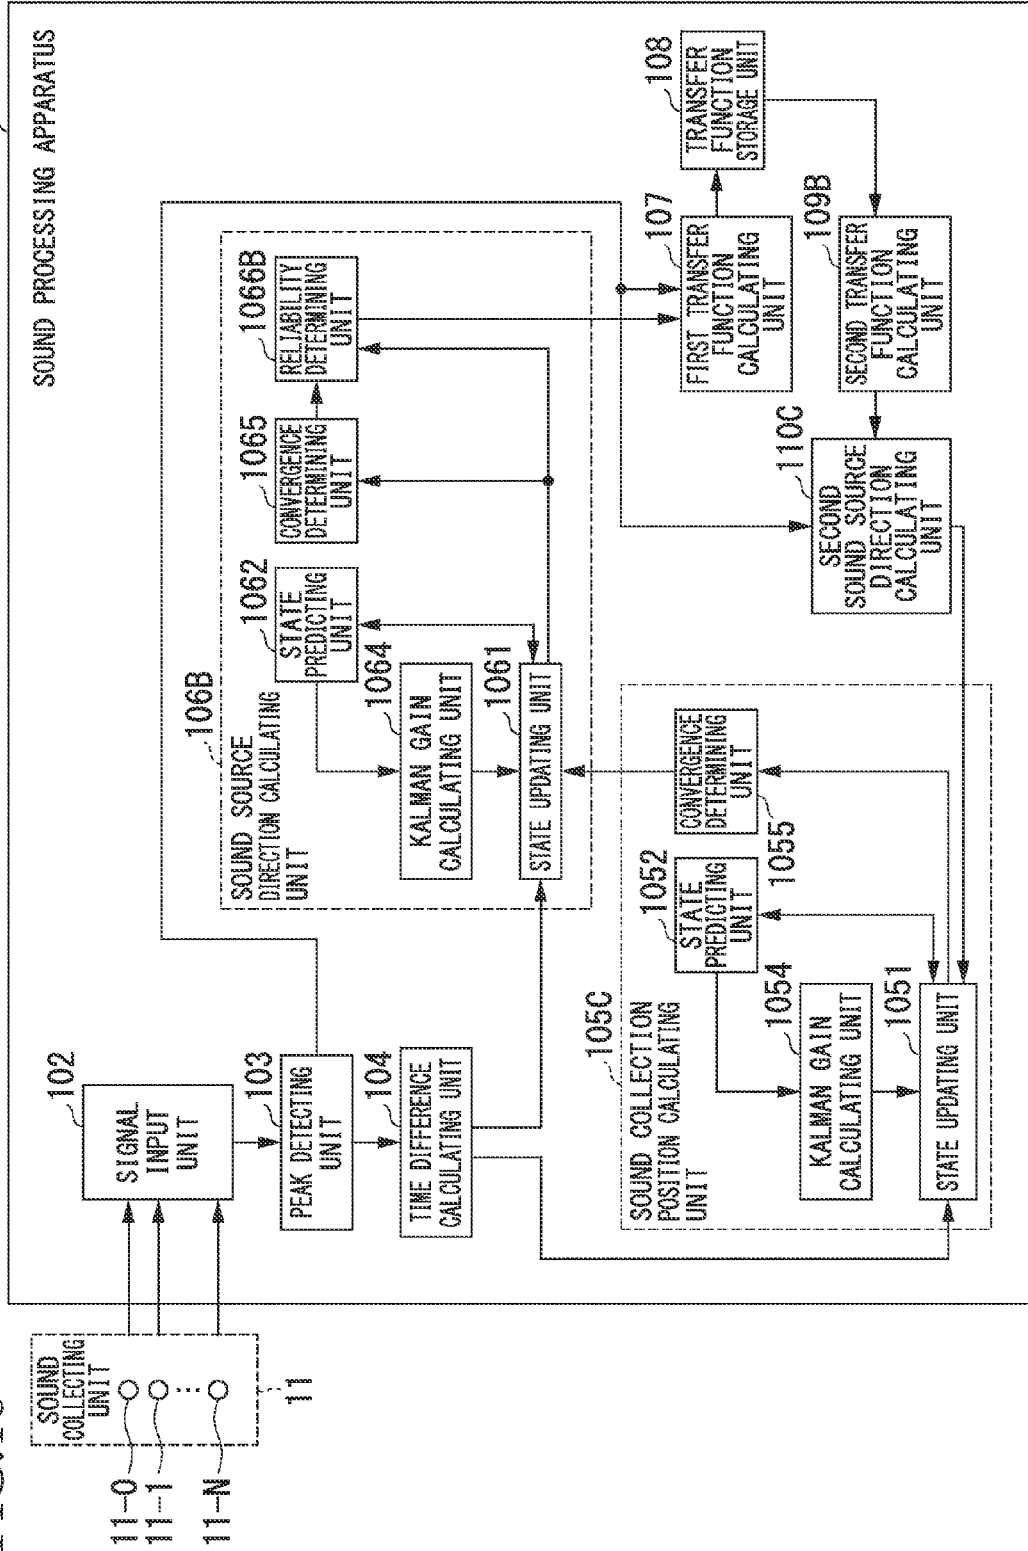 SOUND PROCESSING APPARATUS
SOUND
COLLECTING
UNIT
11
11-0
11-1
11-N
102
SIGNAL
INPUT
UNIT
103
PEAK DETECTING
UNIT
104
TIME DIFFERENCE
CALCULATING UNIT
106B
SOUND SOURCE
DIRECTION CALCULATING
UNIT
1062
STATE
PREDICTING
UNIT
1064
KALMAN GAIN
CALCULATING UNIT
1061
STATE UPDATING UNIT
1065
CONVERGENCE
DETERMINING
UNIT
1066B
RELIABILITY
DETERMINING
UNIT
105C
SOUND COLLECTION
POSITION CALCULATING
UNIT
1052
STATE
PREDICTING
UNIT
1054
KALMAN GAIN
CALCULATING UNIT
1051
STATE UPDATING UNIT
CONVERGENCE
DETERMINING
UNIT
1055
107
FIRST TRANSFER
FUNCTION
CALCULATING
UNIT
108
TRANSFER
FUNCTION
STORAGE UNIT
109B
SECOND TRANSFER
FUNCTION
CALCULATING
UNIT
110C
SECOND
SOUND SOURCE
DIRECTION
CALCULATING
UNIT